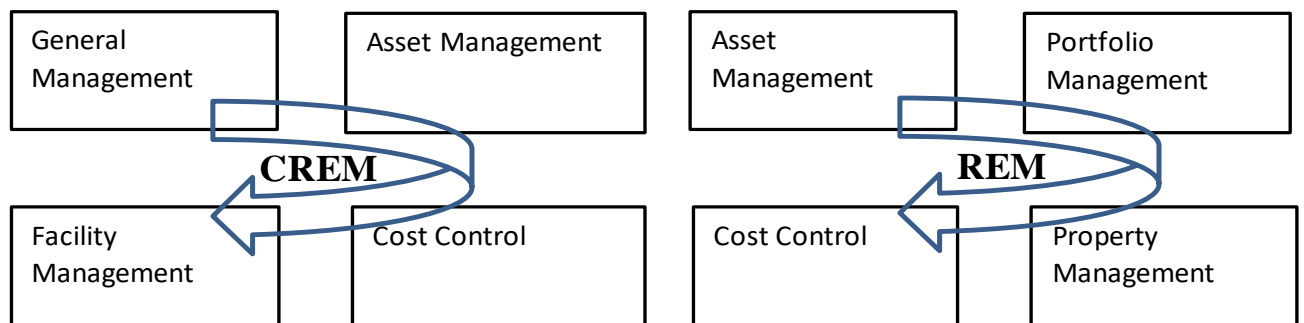 General
Management
Asset Management
CREM
Facility
Management
Cost Control
Asset
Management
Portfolio
Management
REM
Cost Control
Property
Management